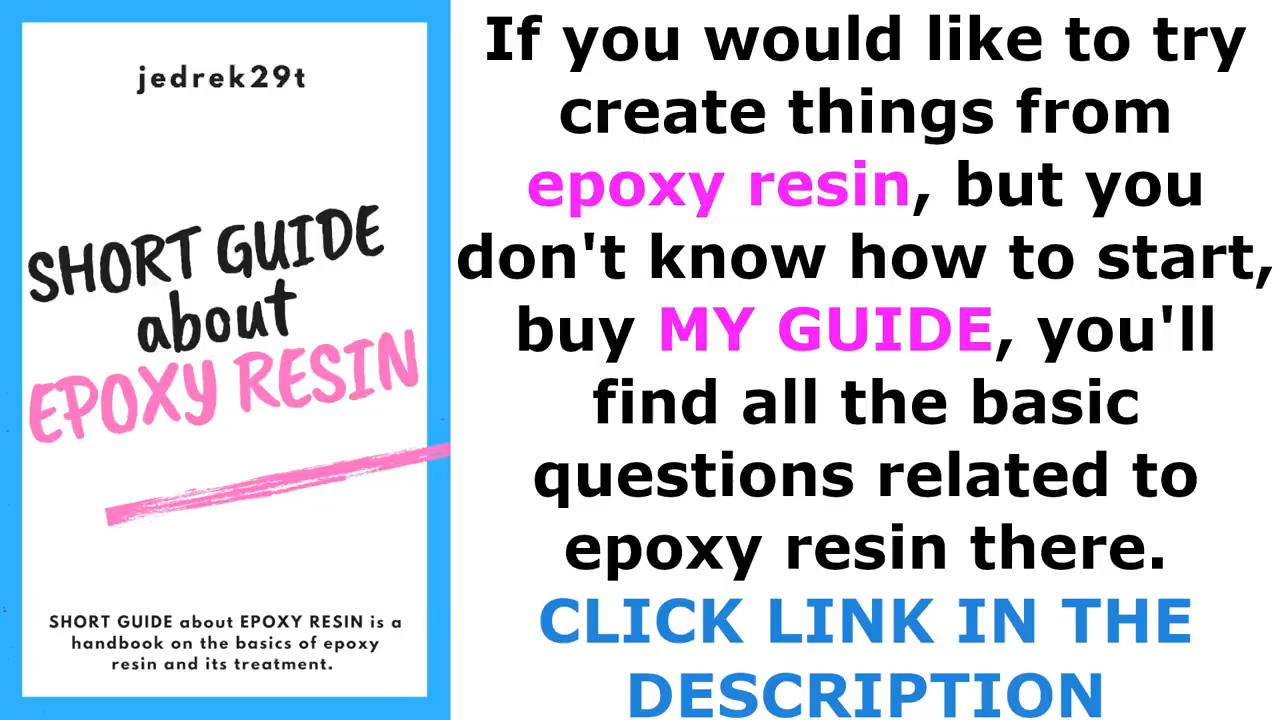 jedrek29t
SHORT GUIDE
about
EPOXY RESIN
SHORT GUIDE about EPOXY RESIN is a
handbook on the basics of epoxy
resin and its treatment.
If you would like to try
create things from
epoxy resin, but you
don't know how to start,
buy MY GUIDE, you'll
find all the basic
questions related to
epoxy resin there.
CLICK LINK IN THE
DESCRIPTION